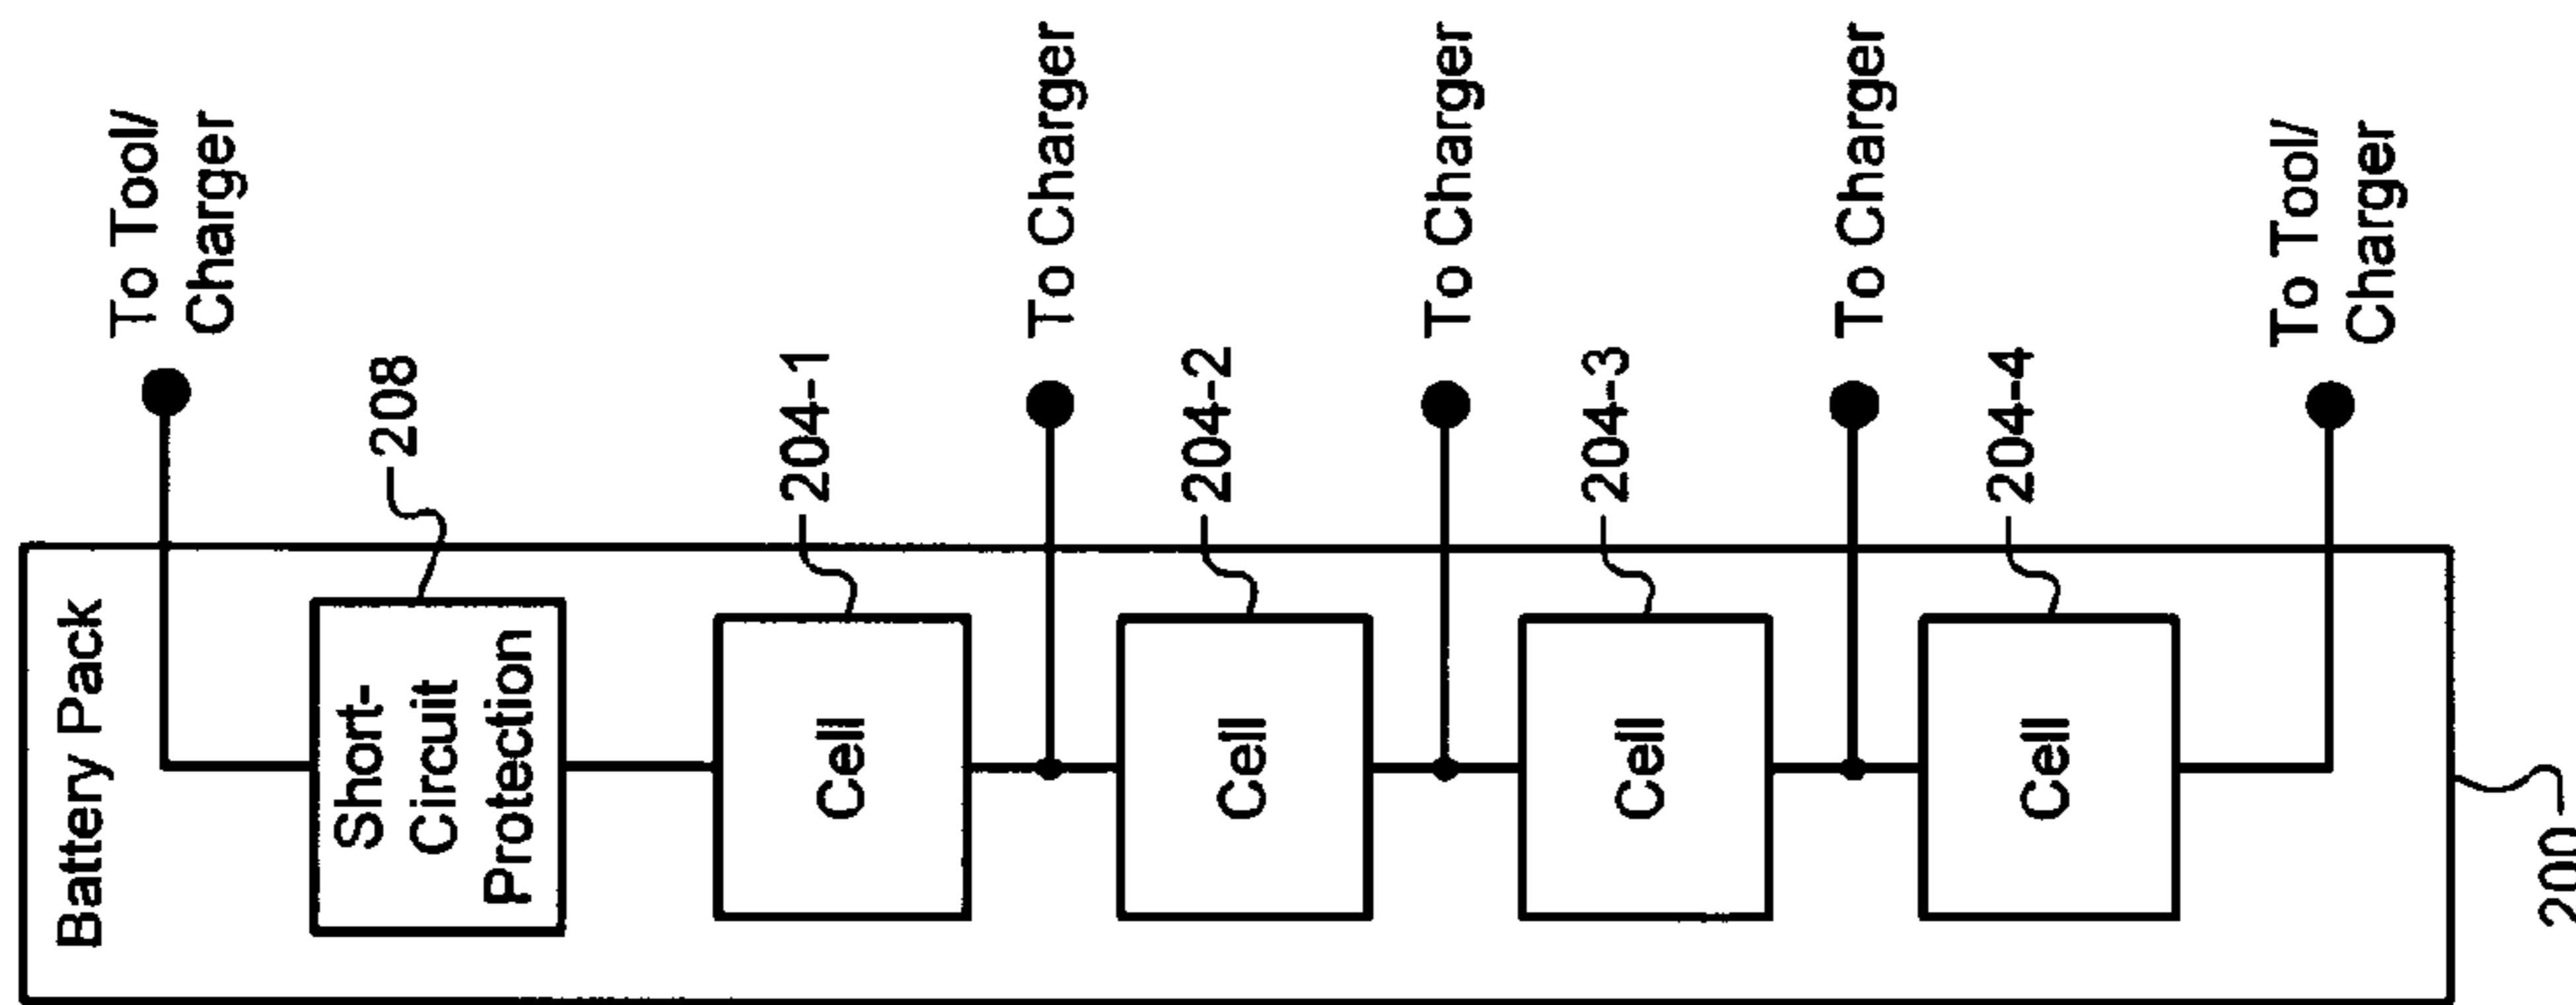 Battery Pack
To Tool/
Charger
208
Short-
Circuit
Protection
204-1
Cell
To Charger
204-2
Cell
To Charger
204-3
Cell
To Charger
204-4
Cell
To Tool/
Charger
200